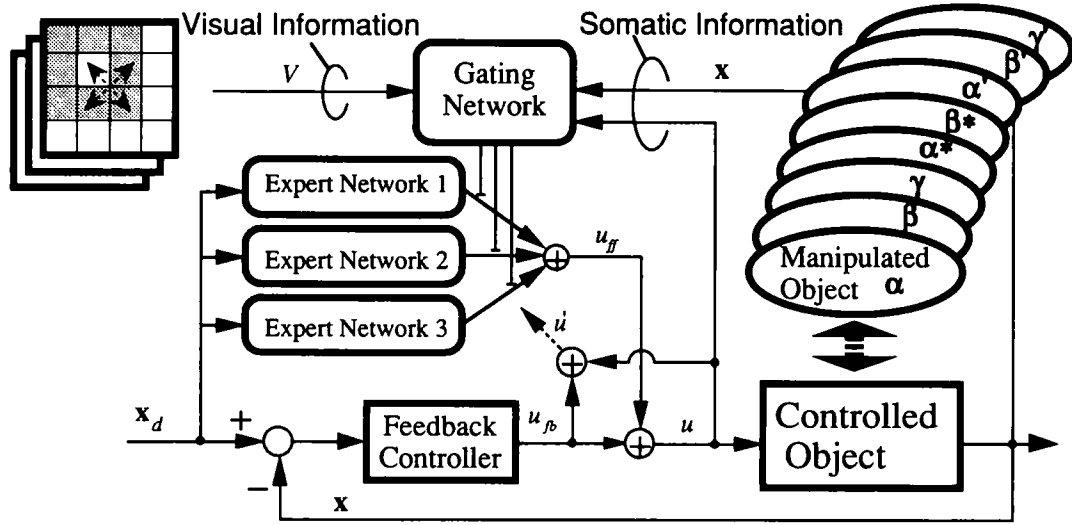 Visual Information
Somatic Information
V
Gating
Network
x
γ'
β'
α'
β*
α*
γ
β
Manipulated
Object α
Expert Network 1
Expert Network 2
Expert Network 3
+
u_ff
u'
+
x_d
+
−
Feedback
Controller
u_fb
+
u
Controlled
Object
x